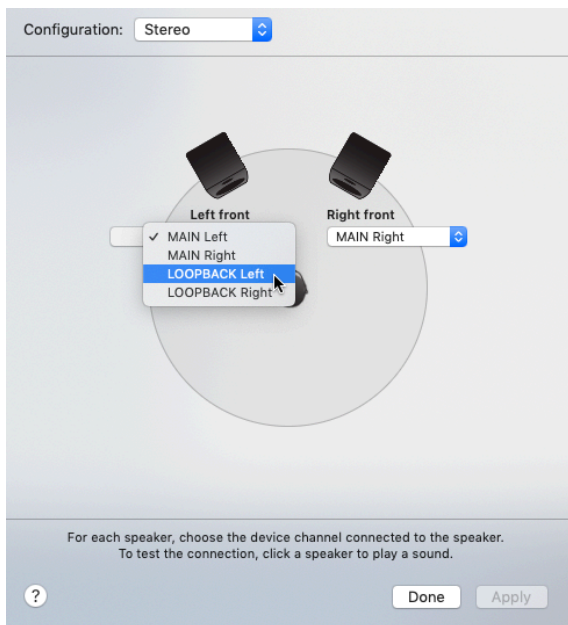 Configuration: Stereo
Left front
Right front
✓ MAIN Left
MAIN Right
LOOPBACK Left
LOOPBACK Right
MAIN Right
For each speaker, choose the device channel connected to the speaker.
To test the connection, click a speaker to play a sound.
?
Done
Apply